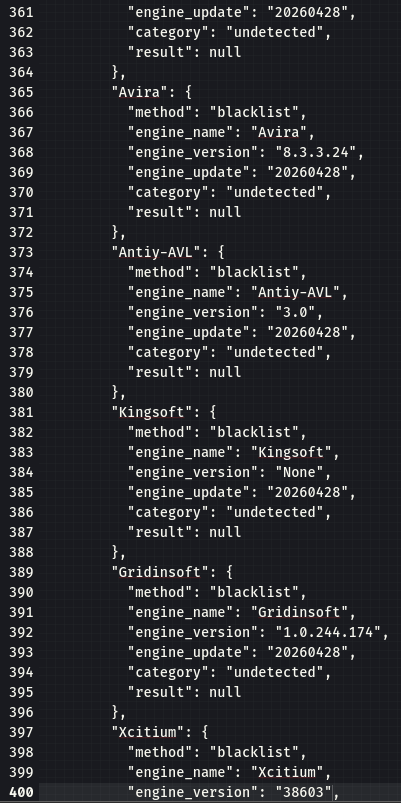 361 "engine_update": "20260428",
362 "category": "undetected",
363 "result": null
364 },
365 "Avira": {
366 "method": "blacklist",
367 "engine_name": "Avira",
368 "engine_version": "8.3.3.24",
369 "engine_update": "20260428",
370 "category": "undetected",
371 "result": null
372 },
373 "Antiy-AVL": {
374 "method": "blacklist",
375 "engine_name": "Antiy-AVL",
376 "engine_version": "3.0",
377 "engine_update": "20260428",
378 "category": "undetected",
379 "result": null
380 },
381 "Kingsoft": {
382 "method": "blacklist",
383 "engine_name": "Kingsoft",
384 "engine_version": "None",
385 "engine_update": "20260428",
386 "category": "undetected",
387 "result": null
388 },
389 "Gridinsoft": {
390 "method": "blacklist",
391 "engine_name": "Gridinsoft",
392 "engine_version": "1.0.244.174",
393 "engine_update": "20260428",
394 "category": "undetected",
395 "result": null
396 },
397 "Xcitium": {
398 "method": "blacklist",
399 "engine_name": "Xcitium",
400 "engine_version": "38603",